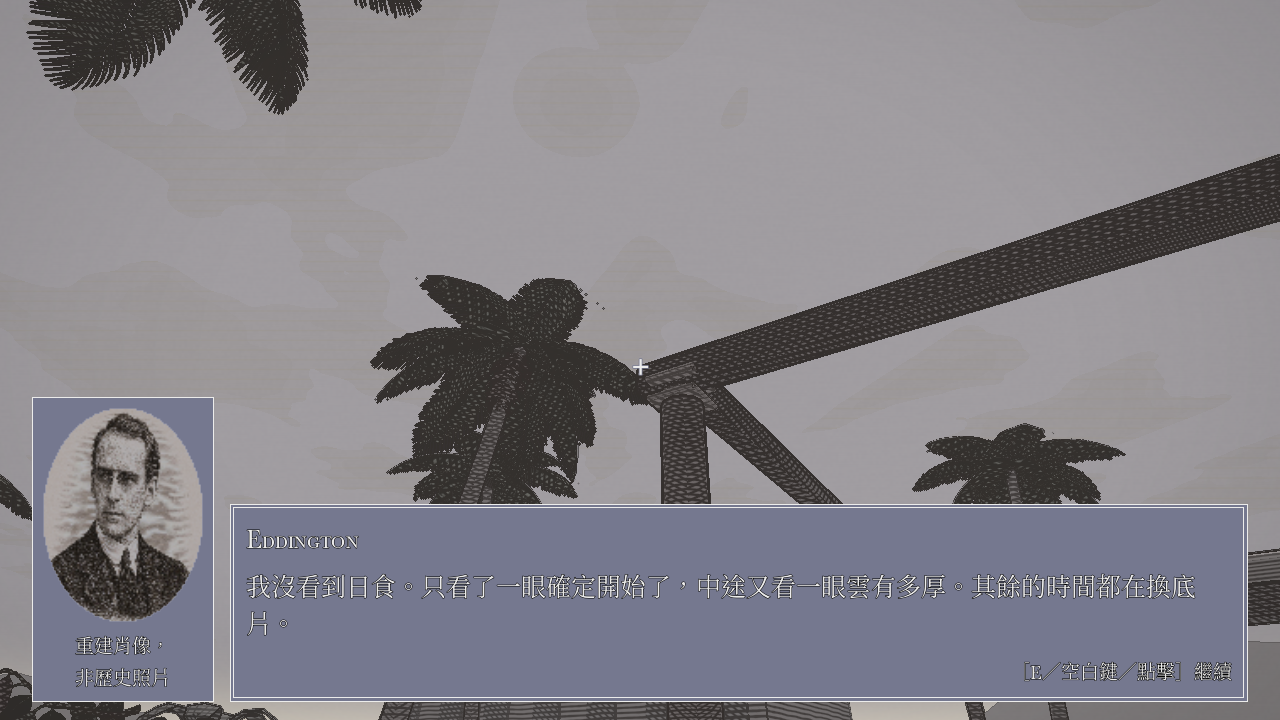 EDDINGTON
我沒看到日食。只看了一眼確定開始了，中途又看一眼雲有多厚。其餘的時間都在換底
片。
重建肖像，
非歷史照片
[E／空白鍵／點擊] 繼續